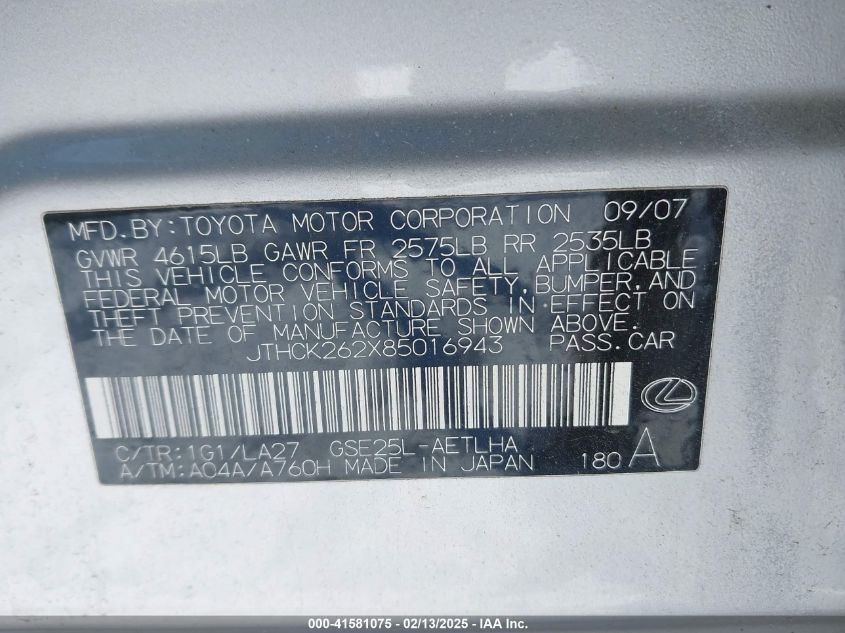 MFD. BY: TOYOTA MOTOR CORPORATION 09/07
GVWR 4615LB GAWR FR 2575LB RR 2535LB
THIS VEHICLE CONFORMS TO ALL APPLICABLE
FEDERAL MOTOR VEHICLE SAFETY, BUMPER, AND
THEFT PREVENTION STANDARDS IN EFFECT ON
THE DATE OF MANUFACTURE SHOWN ABOVE.
JTHCK262X85016943 PASS. CAR
C/TR: 1G1/LA27 GSE25L-AETLHA
A/TM: A04A/A760H MADE IN JAPAN 180 A
000-41581075 - 02/13/2025 - IAA Inc.